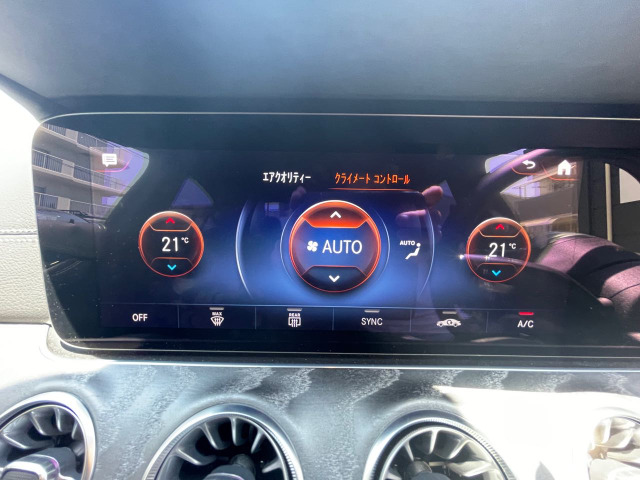 エアクオリティー クライメート コントロール
21°C AUTO AUTO 21°C
OFF MAX REAR SYNC A/C